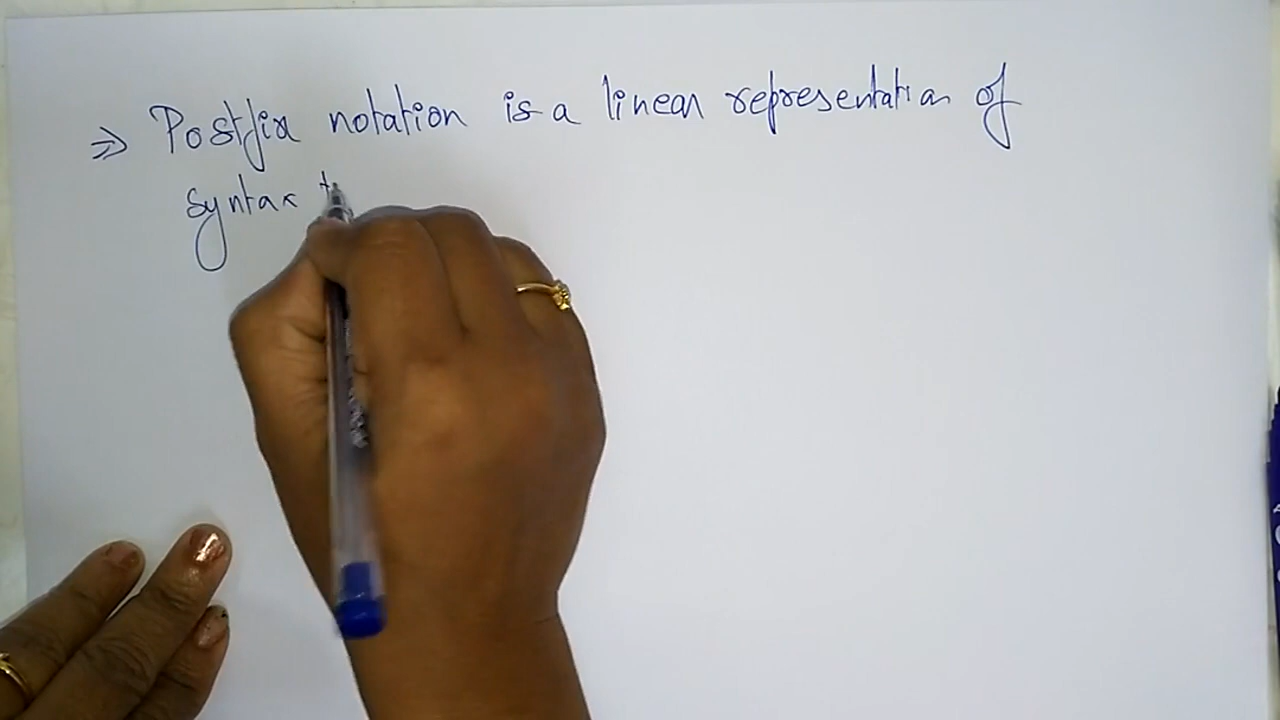 ⇒ Postfix notation is a linear representation of
syntax t